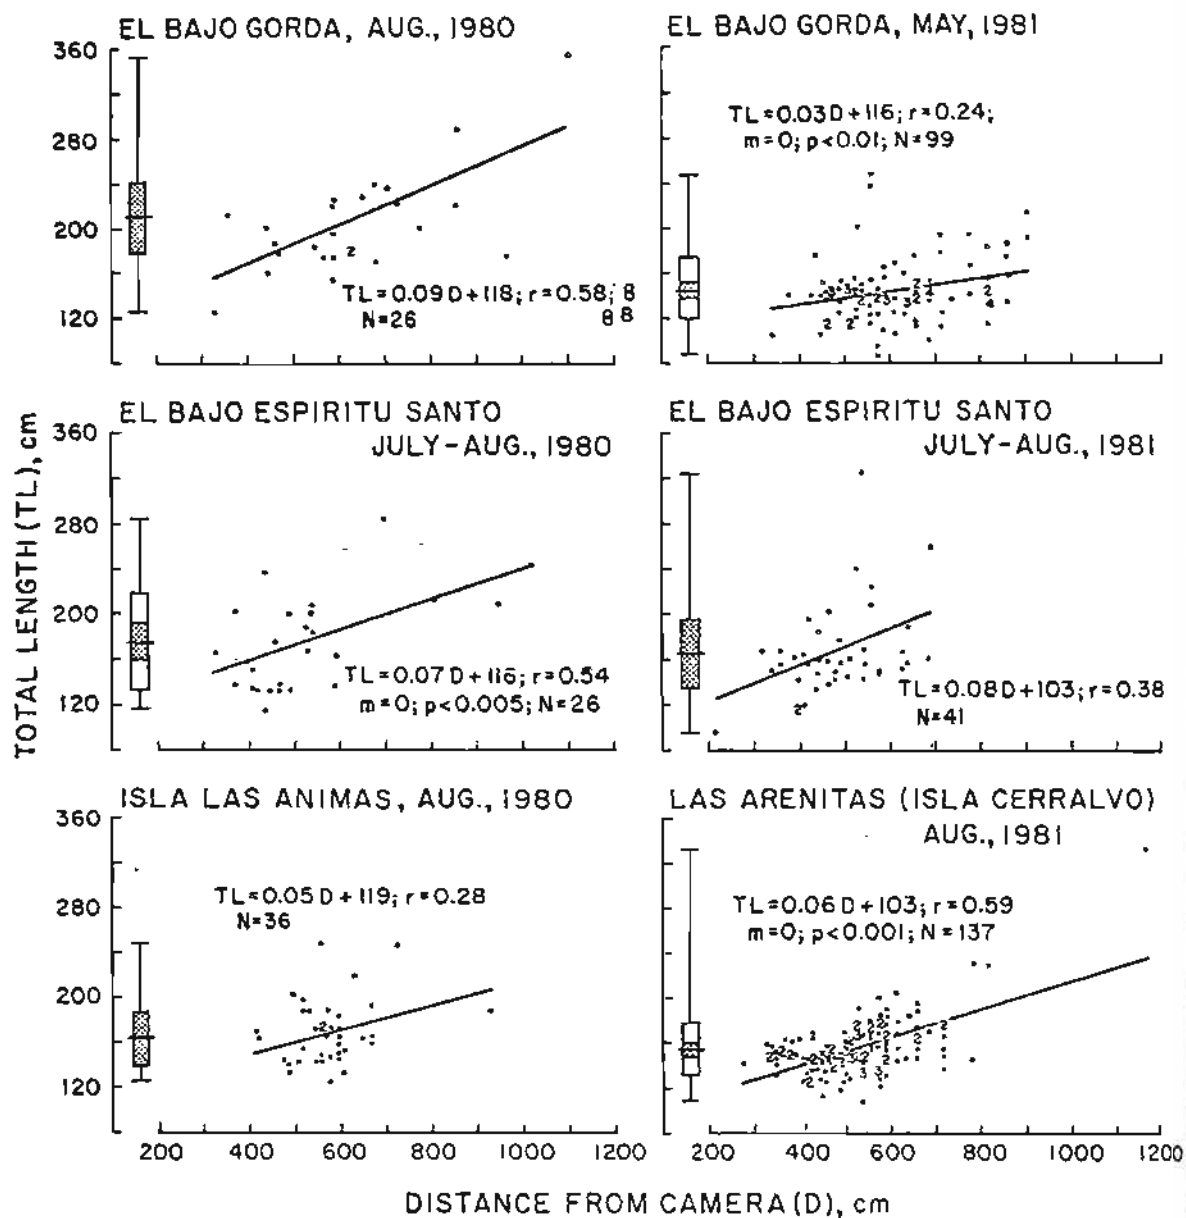 EL BAJO GORDA, AUG., 1980
360
280
200
120
2
TL=0.09D+118; r=0.58; 8
N=26
88
EL BAJO GORDA, MAY, 1981
TL=0.03D+116; r=0.24;
m=0; p<0.01; N=99
EL BAJO ESPIRITU SANTO
JULY-AUG., 1980
360
280
200
120
TL=0.07D+116; r=0.54
m=0; p<0.005; N=26
EL BAJO ESPIRITU SANTO
JULY-AUG., 1981
2
TL=0.08D+103; r=0.38
N=41
TOTAL LENGTH (TL), cm
ISLA LAS ANIMAS, AUG., 1980
360
280
200
120
TL=0.05D+119; r=0.28
N=36
2
200 400 600 800 1000 1200
LAS ARENITAS (ISLA CERRALVO)
AUG., 1981
TL=0.06D+103; r=0.59
m=0; p<0.001; N=137
200 400 600 800 1000 1200
DISTANCE FROM CAMERA (D), cm